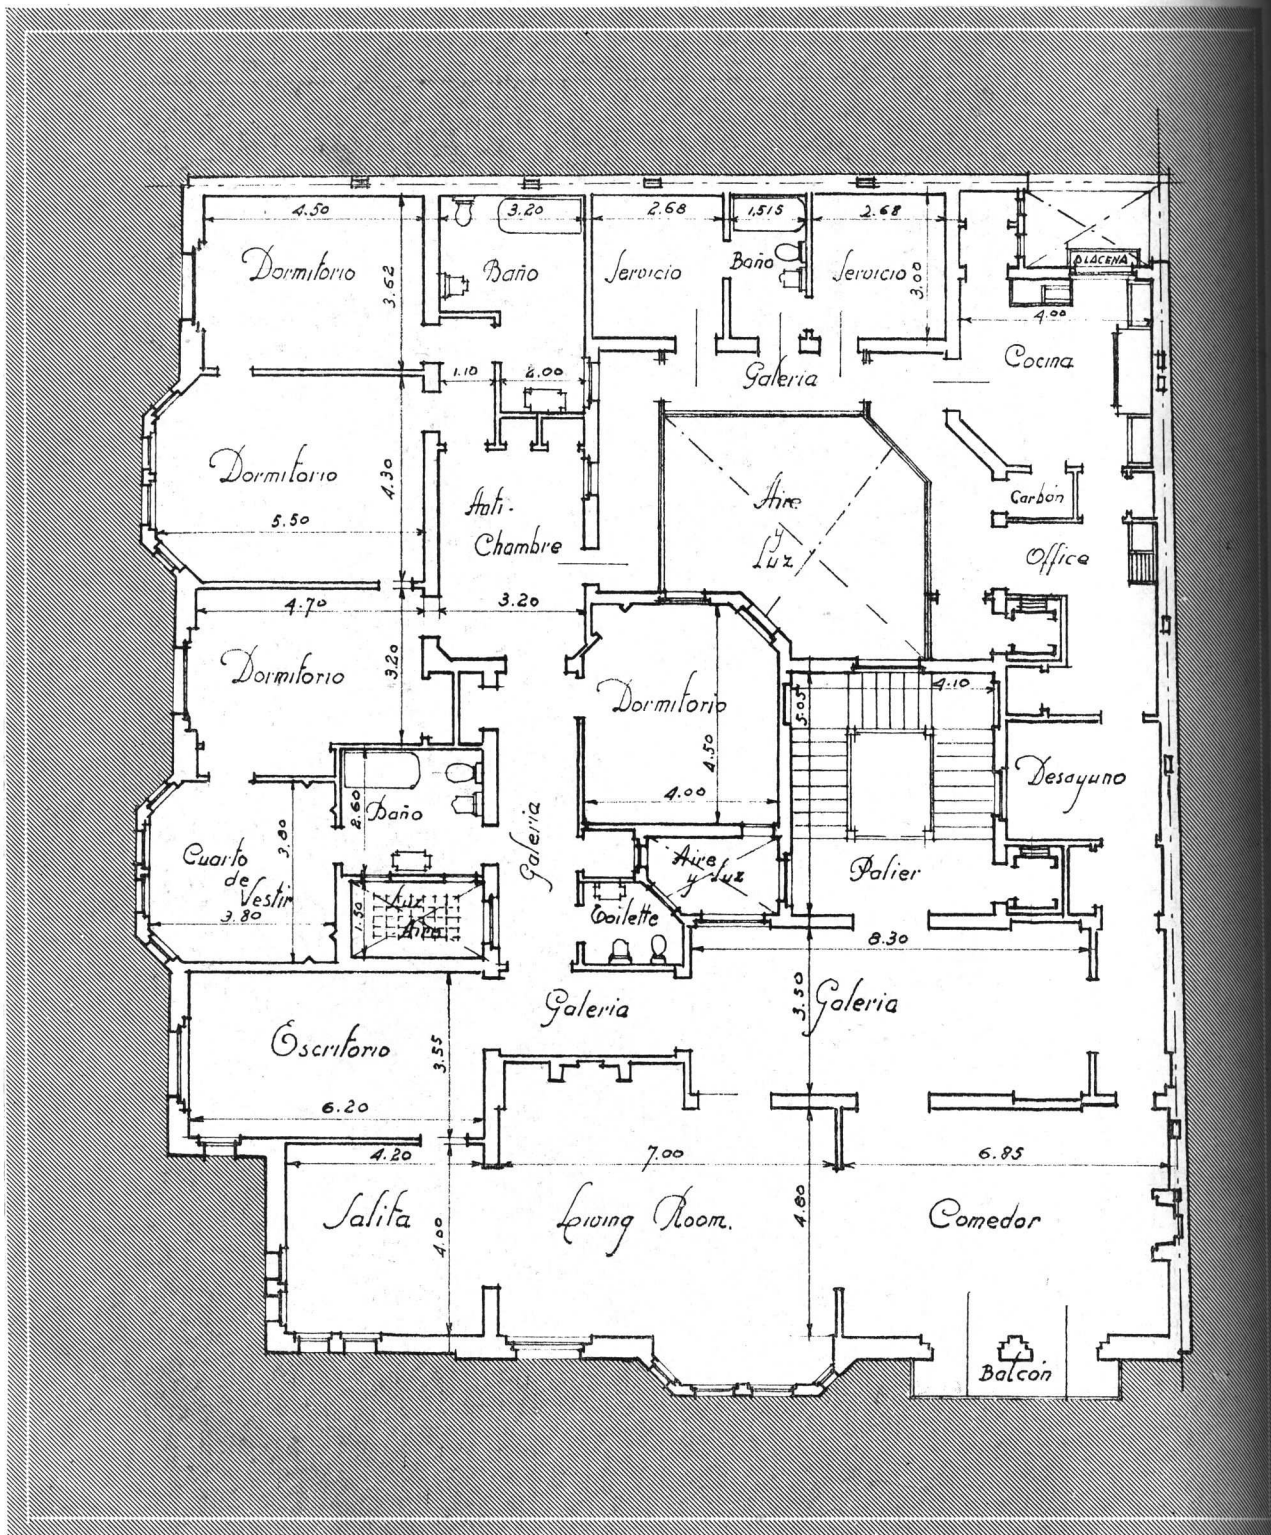 4.50
3.20
2.68
1.515
2.68
Dormitorio
3.62
Baño
Servicio
Baño
Servicio
3.00
ALACENA
4.00
Cocina
1.10
2.00
Galeria
Dormitorio
4.30
5.50
Anti-
Chambre
Aire
y
Luz
Carbón
Office
4.70
3.20
Dormitorio
3.20
Dormitorio
4.50
4.00
5.05
4.10
Desayuno
Cuarto
de
Vestir
3.80
3.80
2.60
Baño
Galeria
Aire
y Luz
Palier
1.50
Luz
Aire
Toilette
8.30
Escritorio
3.55
6.20
Galeria
3.50
Galeria
4.20
7.00
6.85
Salita
4.00
Living Room.
4.80
Comedor
Balcón